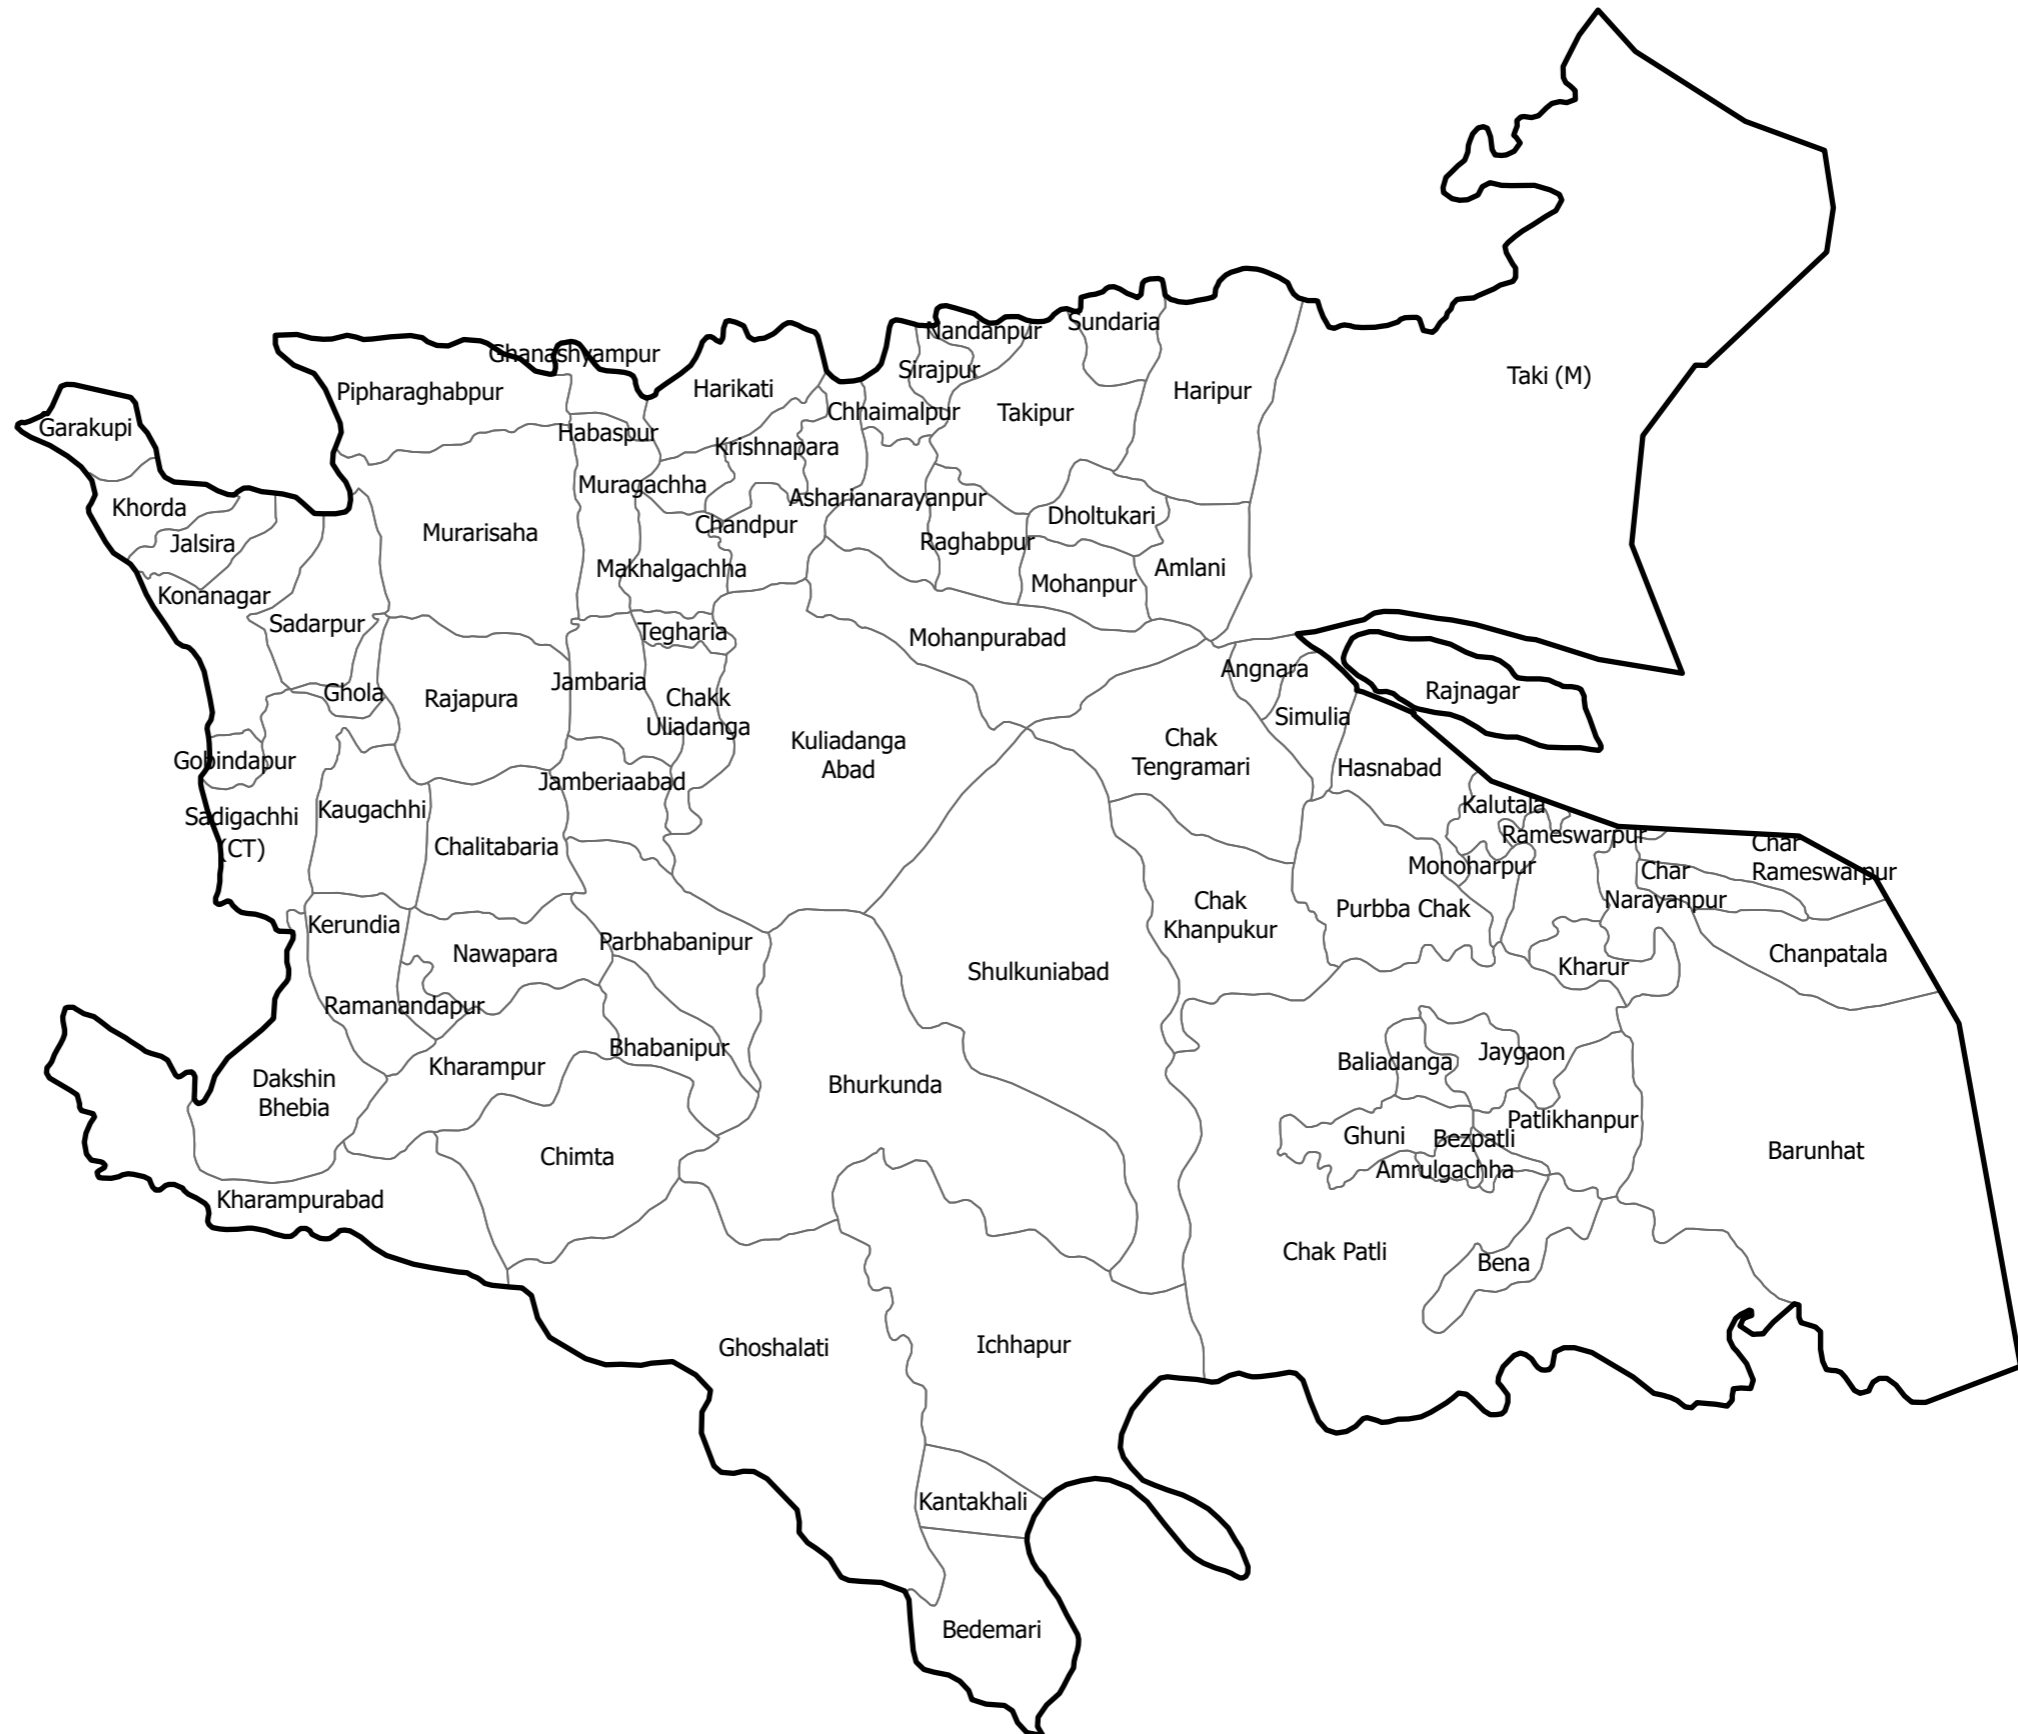 Nandanpur
Sundaria
Ghanashyampur
Sirajpur
Taki (M)
Pipharaghabpur
Harikati
Haripur
Chhaimalpur
Takipur
Garakupi
Habaspur
Krishnapara
Muragachha
Asharianarayanpur
Khorda
Dholtukari
Chandpur
Murarisaha
Jalsira
Raghabpur
Makhalgachha
Amlani
Mohanpur
Konanagar
Sadarpur
Tegharia
Mohanpurabad
Angnara
Jambaria
Rajnagar
Ghola
Rajapura
Chakk
Uliadanga
Simulia
Kuliadanga
Abad
Chak
Tengramari
Gobindapur
Hasnabad
Jamberiaabad
Kalutala
Kaugachhi
Sadigachhi
(CT)
Rameswarpur
Char
Rameswarpur
Chalitabaria
Monoharpur
Char
Narayanpur
Chak
Khanpukur
Purbba Chak
Kerundia
Parbhabanipur
Nawapara
Chanpatala
Kharur
Shulkuniabad
Ramanandapur
Bhabanipur
Jaygaon
Baliadanga
Kharampur
Dakshin
Bhebia
Bhurkunda
Patlikhanpur
Ghuni
Bezpatli
Barunhat
Chimta
Amrulgachha
Kharampurabad
Chak Patli
Bena
Ghoshalati
Ichhapur
Kantakhali
Bedemari